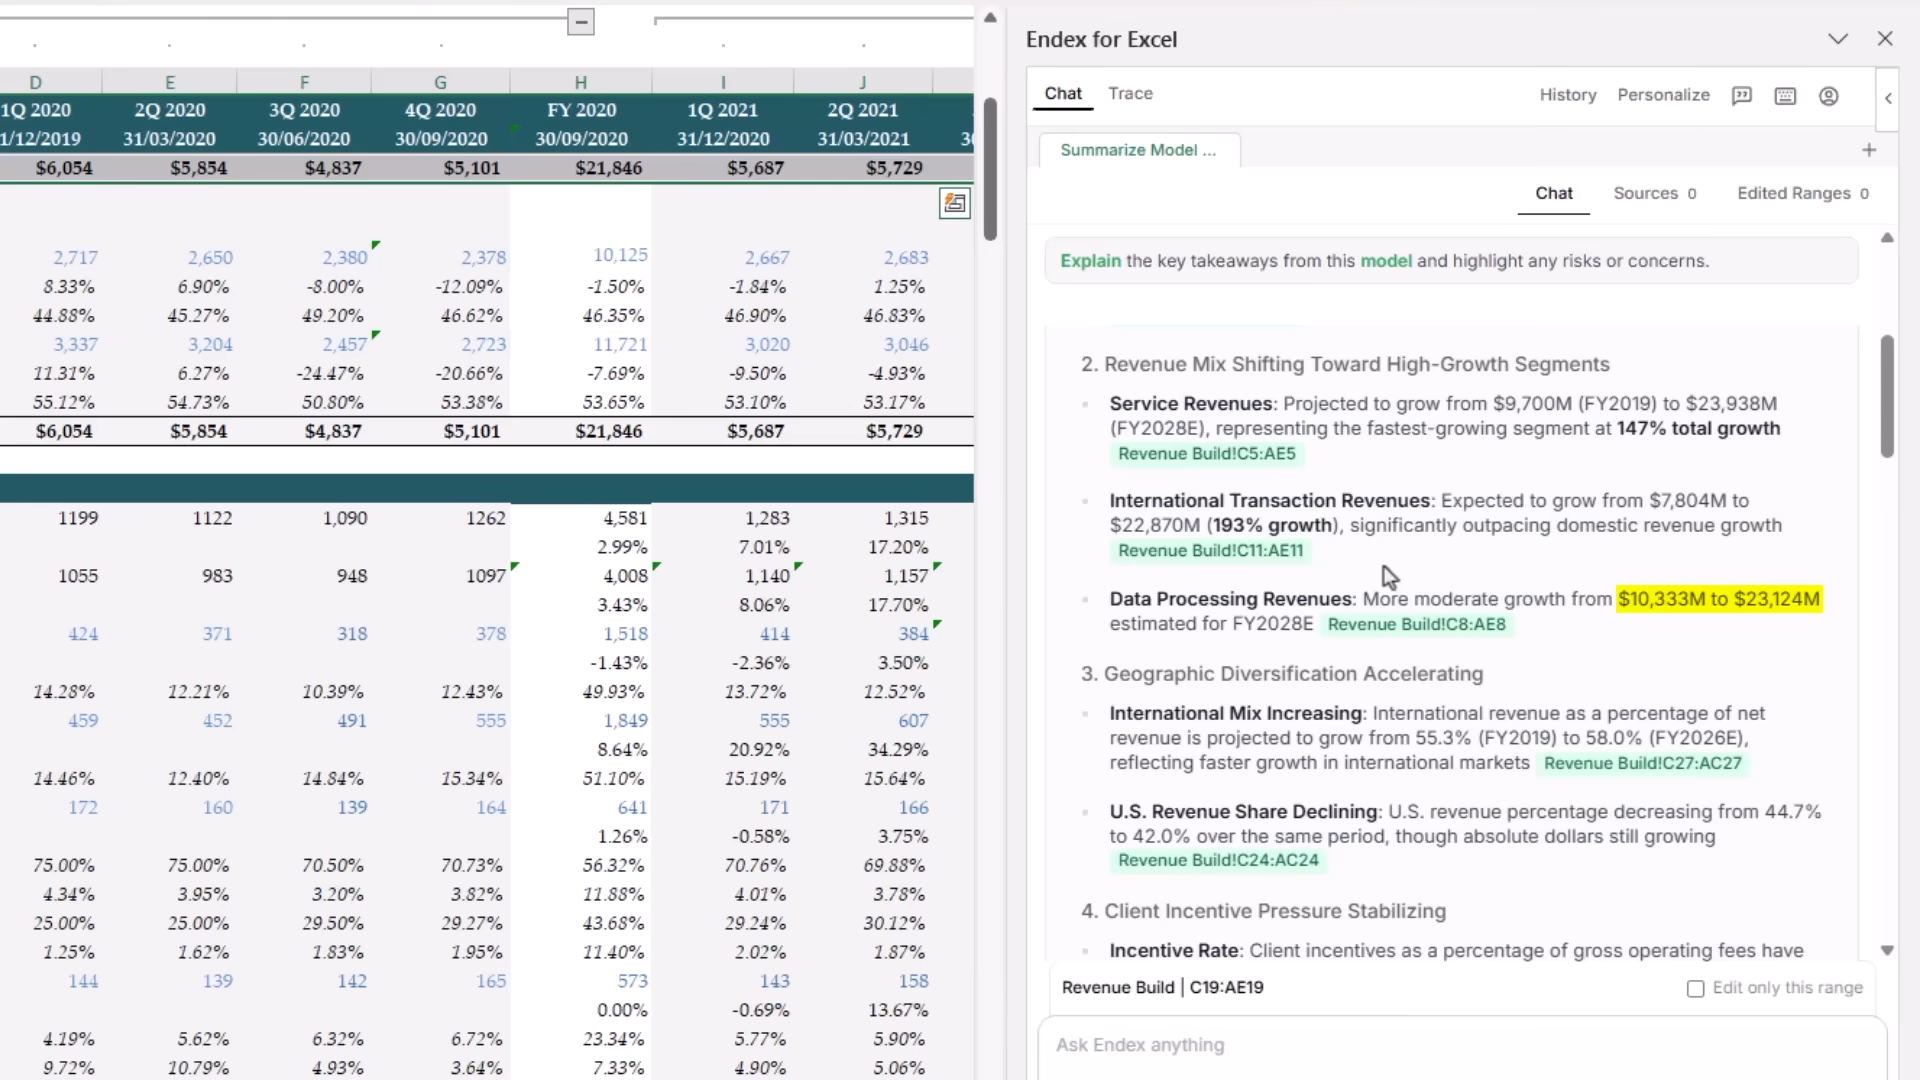 D E F G H I J
1Q 2020 2Q 2020 3Q 2020 4Q 2020 FY 2020 1Q 2021 2Q 2021
1/12/2019 31/03/2020 30/06/2020 30/09/2020 30/09/2020 31/12/2020 31/03/2021 30
$6,054 $5,854 $4,837 $5,101 $21,846 $5,687 $5,729
2,717 2,650 2,380 2,378 10,125 2,667 2,683
8.33% 6.90% -8.00% -12.09% -1.50% -1.84% 1.25%
44.88% 45.27% 49.20% 46.62% 46.35% 46.90% 46.83%
3,337 3,204 2,457 2,723 11,721 3,020 3,046
11.31% 6.27% -24.47% -20.66% -7.69% -9.50% -4.93%
55.12% 54.73% 50.80% 53.38% 53.65% 53.10% 53.17%
$6,054 $5,854 $4,837 $5,101 $21,846 $5,687 $5,729
1199 1122 1,090 1262 4,581 1,283 1,315
2.99% 7.01% 17.20%
1055 983 948 1097 4,008 1,140 1,157
3.43% 8.06% 17.70%
424 371 318 378 1,518 414 384
-1.43% -2.36% 3.50%
14.28% 12.21% 10.39% 12.43% 49.93% 13.72% 12.52%
459 452 491 555 1,849 555 607
8.64% 20.92% 34.29%
14.46% 12.40% 14.84% 15.34% 51.10% 15.19% 15.64%
172 160 139 164 641 171 166
1.26% -0.58% 3.75%
75.00% 75.00% 70.50% 70.73% 56.32% 70.76% 69.88%
4.34% 3.95% 3.20% 3.82% 11.88% 4.01% 3.78%
25.00% 25.00% 29.50% 29.27% 43.68% 29.24% 30.12%
1.25% 1.62% 1.83% 1.95% 11.40% 2.02% 1.87%
144 139 142 165 573 143 158
0.00% -0.69% 13.67%
4.19% 5.62% 6.32% 6.72% 23.34% 5.77% 5.90%
9.72% 10.79% 4.93% 3.64% 7.33% 4.90% 5.06%
Endex for Excel
Chat Trace History Personalize
Summarize Model ...
Chat Sources 0 Edited Ranges 0
Explain the key takeaways from this model and highlight any risks or concerns.
2. Revenue Mix Shifting Toward High-Growth Segments
Service Revenues: Projected to grow from $9,700M (FY2019) to $23,938M
(FY2028E), representing the fastest-growing segment at 147% total growth
Revenue Build!C5:AE5
International Transaction Revenues: Expected to grow from $7,804M to
$22,870M (193% growth), significantly outpacing domestic revenue growth
Revenue Build!C11:AE11
Data Processing Revenues: More moderate growth from $10,333M to $23,124M
estimated for FY2028E Revenue Build!C8:AE8
3. Geographic Diversification Accelerating
International Mix Increasing: International revenue as a percentage of net
revenue is projected to grow from 55.3% (FY2019) to 58.0% (FY2026E),
reflecting faster growth in international markets Revenue Build!C27:AC27
U.S. Revenue Share Declining: U.S. revenue percentage decreasing from 44.7%
to 42.0% over the same period, though absolute dollars still growing
Revenue Build!C24:AC24
4. Client Incentive Pressure Stabilizing
Incentive Rate: Client incentives as a percentage of gross operating fees have
Revenue Build | C19:AE19 Edit only this range
Ask Endex anything